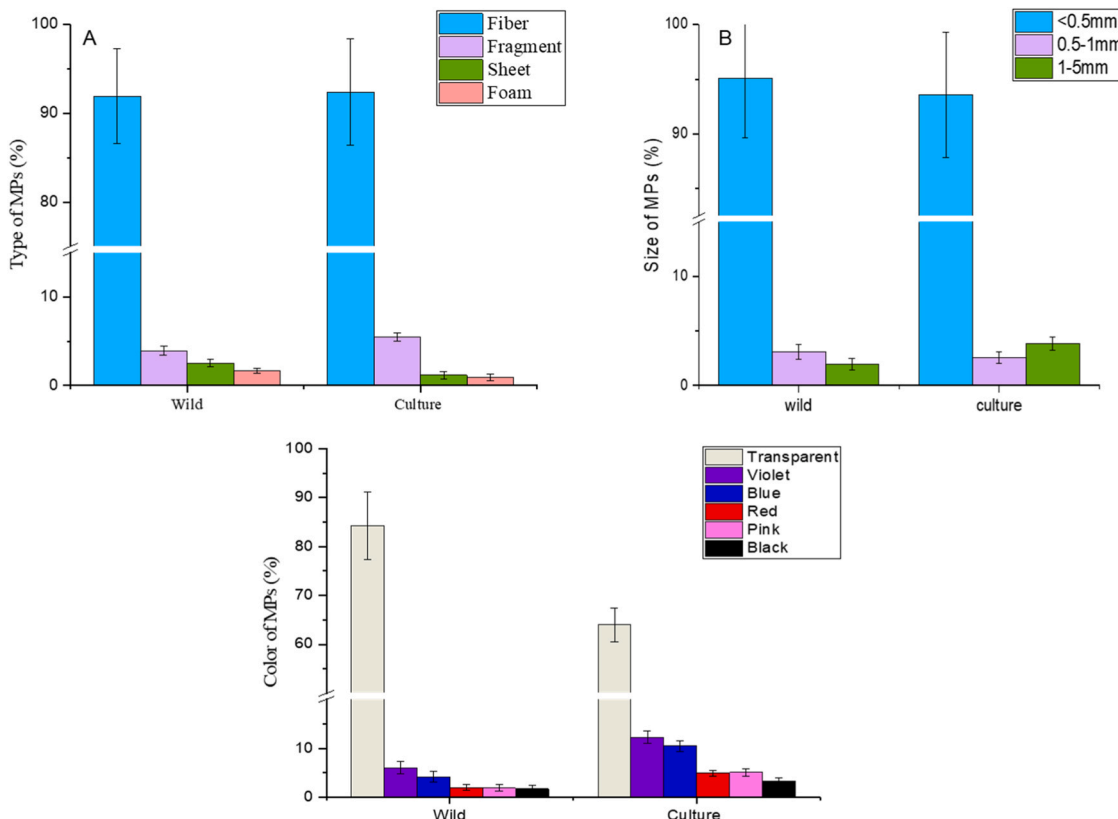 A
Fiber
Fragment
Sheet
Foam
Type of MPs (%)
100
90
80
10
0
Wild
Culture
B
<0.5mm
0.5-1mm
1-5mm
Size of MPs (%)
100
90
10
0
wild
culture
Transparent
Violet
Blue
Red
Pink
Black
Color of MPs (%)
100
90
80
70
60
10
0
Wild
Culture